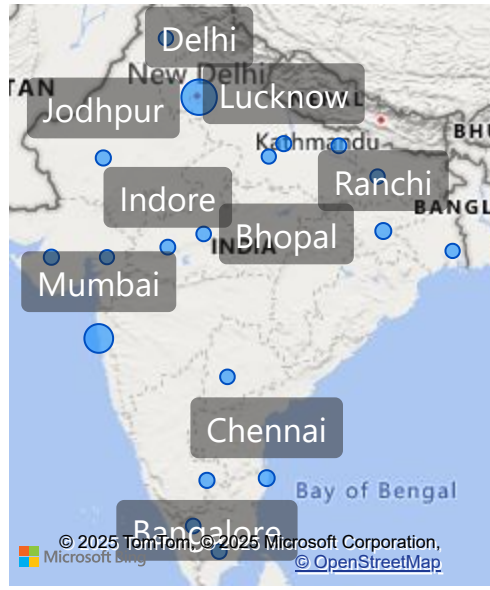 Delhi
New Delhi
TAN
Lucknow
Jodhpur
Kathmandu
BHU
Ranchi
Indore
BANGL
Bhopal
INDIA
Mumbai
Chennai
Bay of Bengal
Bangalore
© 2025 TomTom, © 2025 Microsoft Corporation,
Microsoft Bing
© OpenStreetMap